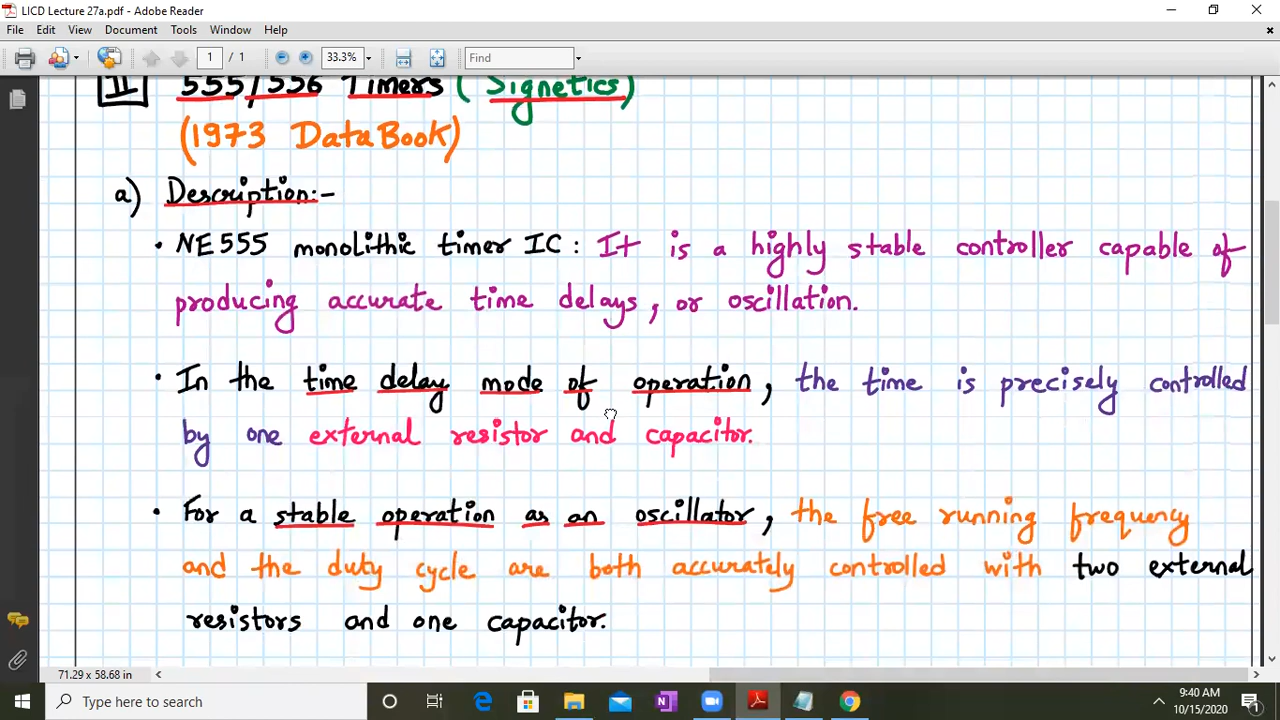 LICD Lecture 27a.pdf - Adobe Reader
File Edit View Document Tools Window Help
1 / 1 33.3% Find
II 555/556 Timers (Signetics)
(1973 DataBook)
a) Description:-
• NE555 monolithic timer IC: It is a highly stable controller capable of
producing accurate time delays, or oscillation.
• In the time delay mode of operation, the time is precisely controlled
by one external resistor and capacitor.
• For a stable operation as an oscillator, the free running frequency
and the duty cycle are both accurately controlled with two external
resistors and one capacitor.
71.29 x 58.68 in
Type here to search
9:40 AM
10/15/2020
1